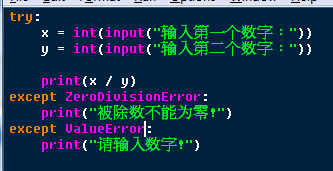 try:
    x = int(input("输入第一个数字："))
    y = int(input("输入第二个数字："))

    print(x / y)
except ZeroDivisionError:
    print("被除数不能为零!")
except ValueError:
    print("请输入数字!")